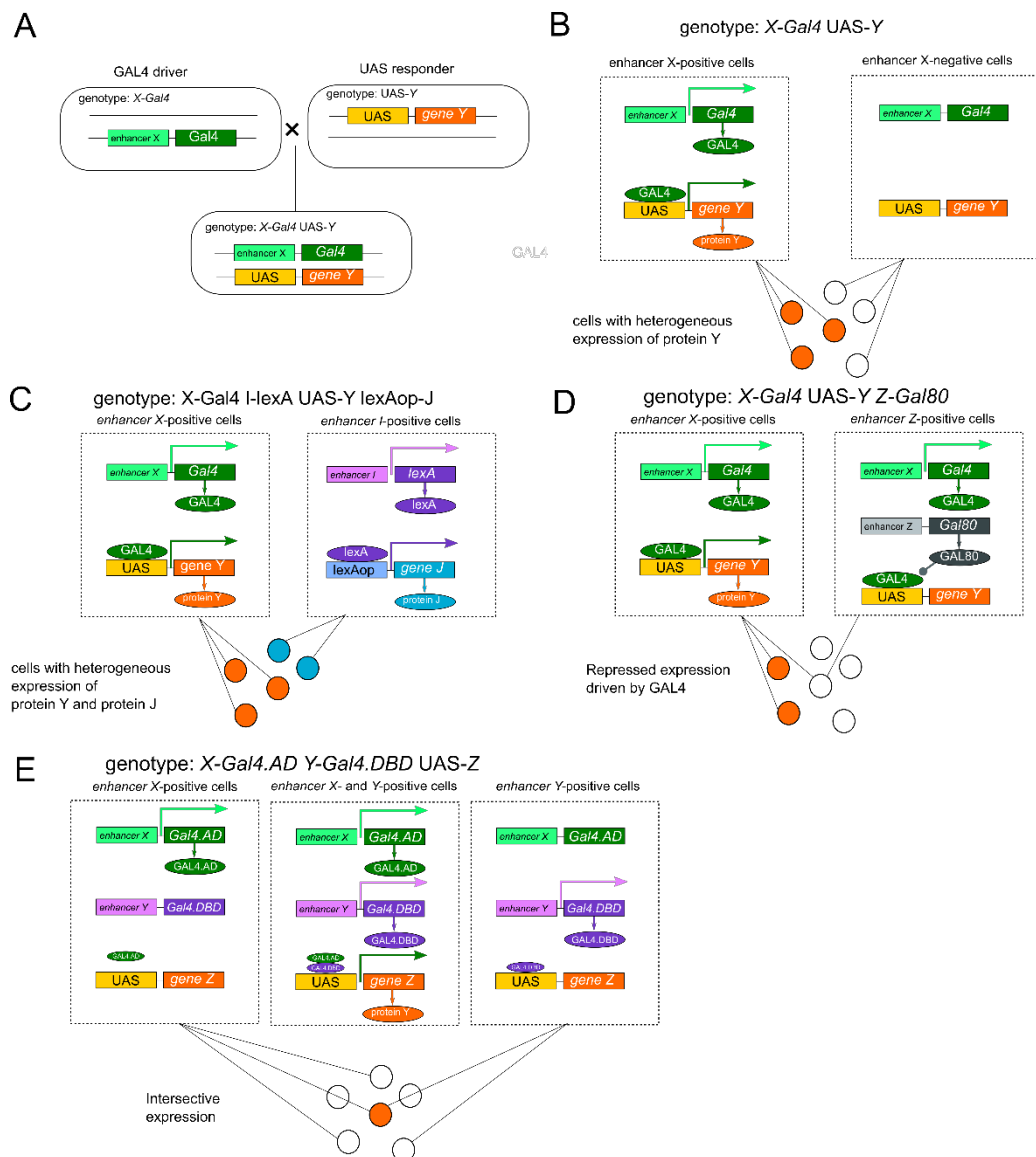 A
GAL4 driver
UAS responder
genotype: X-Gal4
enhancer X
Gal4
×
genotype: UAS-Y
UAS
gene Y
genotype: X-Gal4 UAS-Y
enhancer X
Gal4
UAS
gene Y
GAL4
B
genotype: X-Gal4 UAS-Y
enhancer X-positive cells
enhancer X-negative cells
enhancer X
Gal4
GAL4
GAL4
UAS
gene Y
protein Y
enhancer X
Gal4
UAS
gene Y
cells with heterogeneous
expression of protein Y
C
genotype: X-Gal4 I-lexA UAS-Y lexAop-J
enhancer X-positive cells
enhancer I-positive cells
enhancer X
Gal4
GAL4
GAL4
UAS
gene Y
protein Y
enhancer I
lexA
lexA
lexA
lexAop
gene J
protein J
cells with heterogeneous
expression of
protein Y and protein J
D
genotype: X-Gal4 UAS-Y Z-Gal80
enhancer X-positive cells
enhancer Z-positive cells
enhancer X
Gal4
GAL4
GAL4
UAS
gene Y
protein Y
enhancer X
Gal4
GAL4
enhancer Z
Gal80
GAL80
GAL4
UAS
gene Y
Repressed expression
driven by GAL4
E
genotype: X-Gal4.AD Y-Gal4.DBD UAS-Z
enhancer X-positive cells
enhancer X- and Y-positive cells
enhancer Y-positive cells
enhancer X
Gal4.AD
GAL4.AD
enhancer Y
Gal4.DBD
GAL4.AD
UAS
gene Z
enhancer X
Gal4.AD
GAL4.AD
enhancer Y
Gal4.DBD
GAL4.DBD
GAL4.AD
GAL4.DBD
UAS
gene Z
protein Y
enhancer X
Gal4.AD
enhancer Y
Gal4.DBD
GAL4.DBD
GAL4.DBD
UAS
gene Z
Intersective
expression